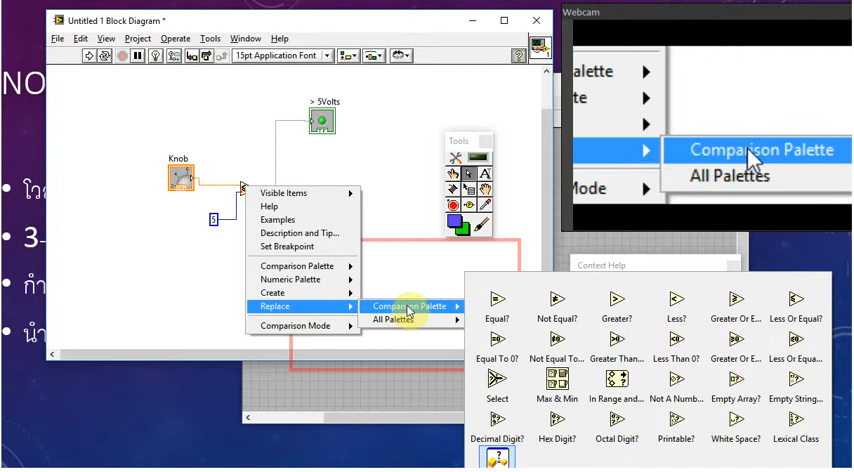 Untitled 1 Block Diagram *
File Edit View Project Operate Tools Window Help
15pt Application Font
Webcam
alette
te
Comparison Palette
All Palettes
Mode
NO
> 5Volts
Knob
5
Tools
Visible Items
Help
Examples
Description and Tip...
Set Breakpoint
Comparison Palette
Numeric Palette
Create
Replace
Comparison Mode
Comparison Palette
All Palettes
3-
กำ
นำ
Context Help
Equal? Not Equal? Greater? Less? Greater Or E... Less Or Equal?
Equal To 0? Not Equal To... Greater Than... Less Than 0? Greater Or E... Less Or Equa...
Select Max & Min In Range and... Not A Numb... Empty Array? Empty String...
Decimal Digit? Hex Digit? Octal Digit? Printable? White Space? Lexical Class